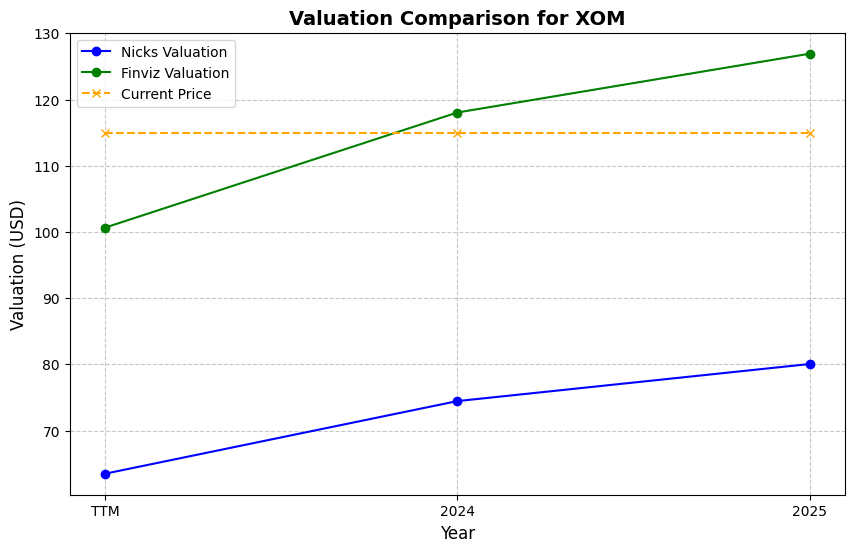 Valuation Comparison for XOM
Nicks Valuation
Finviz Valuation
Current Price
Valuation (USD)
130
120
110
100
90
80
70
TTM
2024
2025
Year